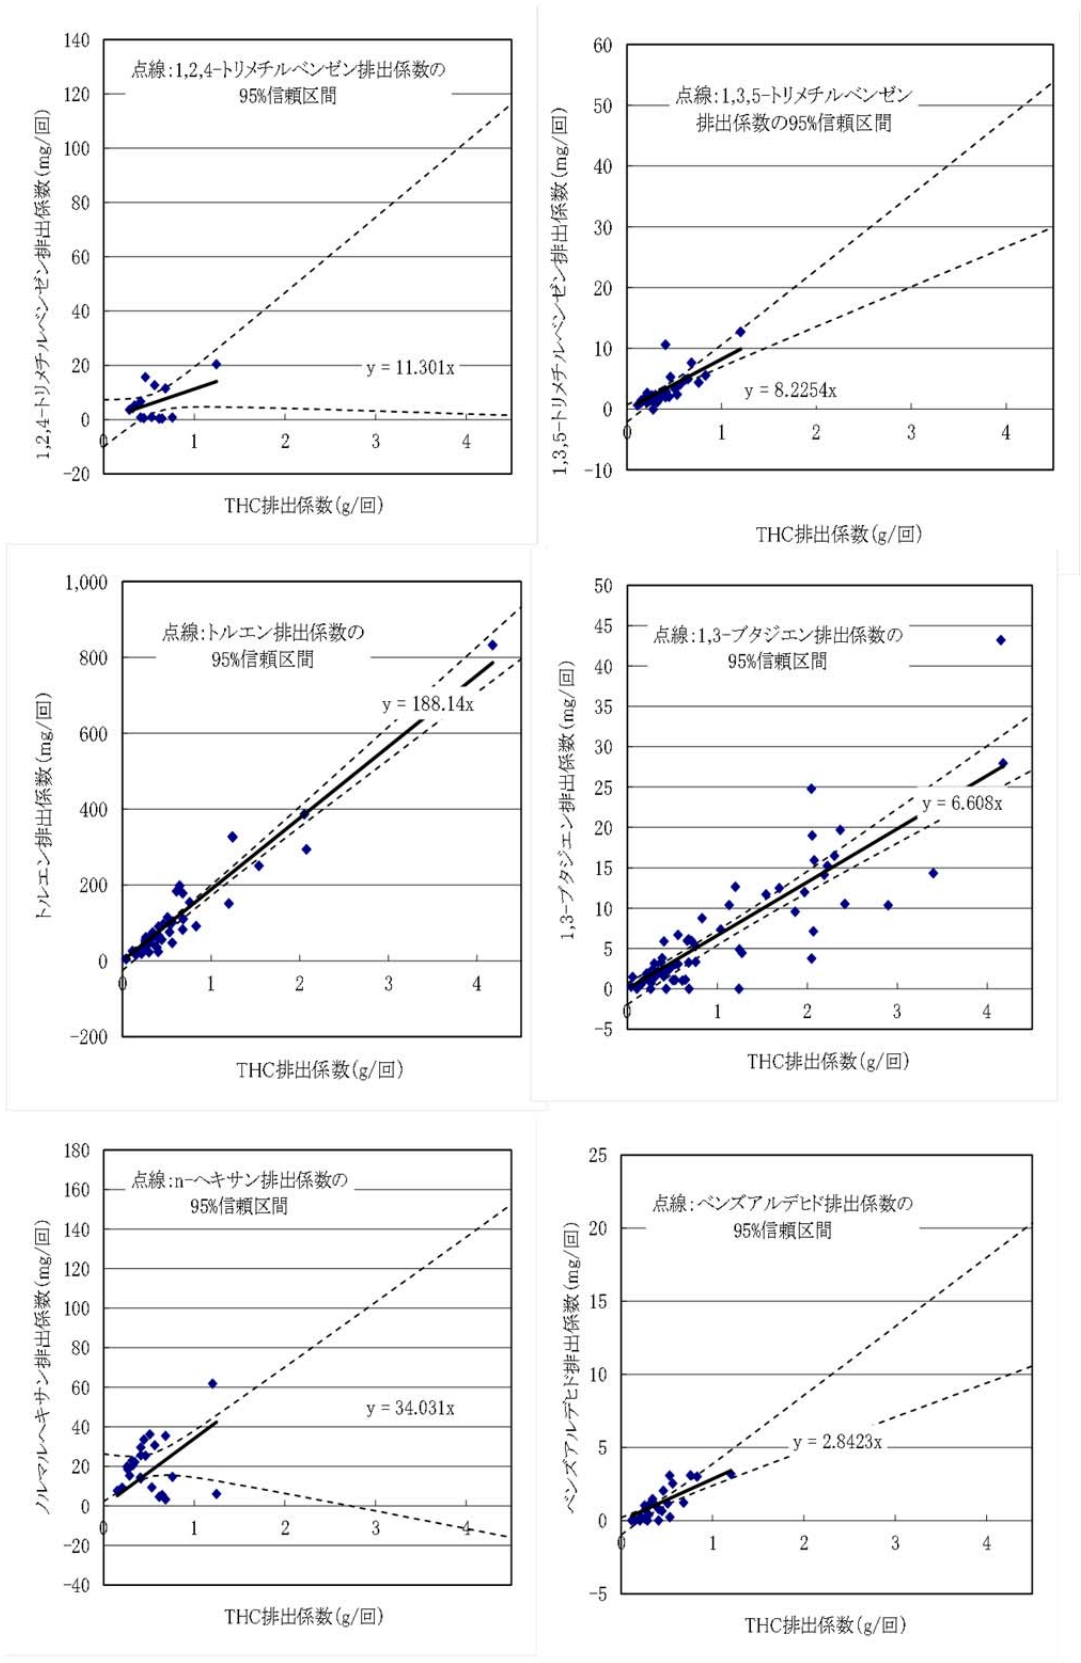 140
120
100
80
60
40
20
0
-20
0
1
2
3
4
点線:1,2,4-トリメチルベンゼン排出係数の
95%信頼区間
y = 11.301x
1,2,4-トリメチルベンゼン排出係数(mg/回)
THC排出係数(g/回)
60
50
40
30
20
10
0
-10
0
1
2
3
4
点線:1,3,5-トリメチルベンゼン
排出係数の95%信頼区間
y = 8.2254x
1,3,5-トリメチルベンゼン排出係数(mg/回)
THC排出係数(g/回)
1,000
800
600
400
200
0
-200
0
1
2
3
4
点線:トルエン排出係数の
95%信頼区間
y = 188.14x
トルエン排出係数(mg/回)
THC排出係数(g/回)
50
45
40
35
30
25
20
15
10
5
0
-5
0
1
2
3
4
点線:1,3-ブタジエン排出係数の
95%信頼区間
y = 6.608x
1,3-ブタジエン排出係数(mg/回)
THC排出係数(g/回)
180
160
140
120
100
80
60
40
20
0
-20
-40
0
1
2
3
4
点線:n-ヘキサン排出係数の
95%信頼区間
y = 34.031x
ノルマルヘキサン排出係数(mg/回)
THC排出係数(g/回)
25
20
15
10
5
0
-5
0
1
2
3
4
点線:ベンズアルデヒド排出係数の
95%信頼区間
y = 2.8423x
ベンズアルデヒド排出係数(mg/回)
THC排出係数(g/回)